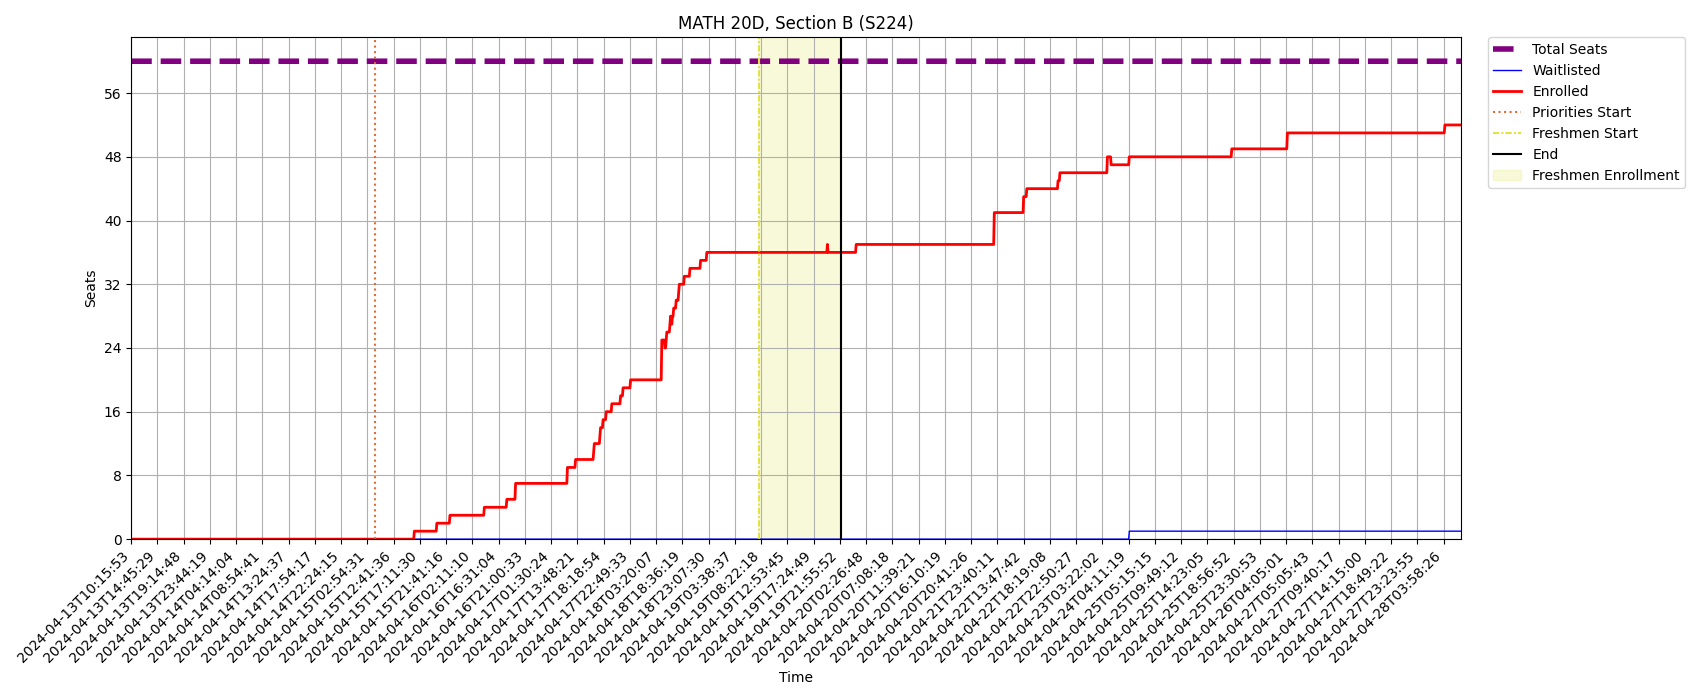 MATH 20D, Section B (S224)
Total Seats
Waitlisted
Enrolled
Priorities Start
Freshmen Start
End
Freshmen Enrollment
Seats
56
48
40
32
24
16
8
0
2024-04-13T10:15:53
2024-04-13T14:45:29
2024-04-13T19:14:48
2024-04-13T23:44:19
2024-04-14T04:14:04
2024-04-14T08:54:41
2024-04-14T13:24:37
2024-04-14T17:54:17
2024-04-14T22:24:15
2024-04-15T02:54:31
2024-04-15T12:41:36
2024-04-15T17:11:30
2024-04-15T21:41:16
2024-04-16T02:11:10
2024-04-16T16:31:04
2024-04-16T21:00:33
2024-04-17T01:30:24
2024-04-17T13:48:21
2024-04-17T18:18:54
2024-04-17T22:49:33
2024-04-18T03:20:07
2024-04-18T18:36:19
2024-04-18T23:07:30
2024-04-19T03:38:37
2024-04-19T08:22:18
2024-04-19T12:53:45
2024-04-19T17:24:49
2024-04-19T21:55:52
2024-04-20T02:26:48
2024-04-20T07:08:18
2024-04-20T11:39:21
2024-04-20T16:10:19
2024-04-20T20:41:26
2024-04-21T23:40:11
2024-04-22T13:47:42
2024-04-22T18:19:08
2024-04-22T22:50:27
2024-04-23T03:22:02
2024-04-24T04:11:19
2024-04-25T05:15:15
2024-04-25T09:49:12
2024-04-25T14:23:05
2024-04-25T18:56:52
2024-04-25T23:30:53
2024-04-26T04:05:01
2024-04-27T05:05:43
2024-04-27T09:40:17
2024-04-27T14:15:00
2024-04-27T18:49:22
2024-04-27T23:23:55
2024-04-28T03:58:26
Time